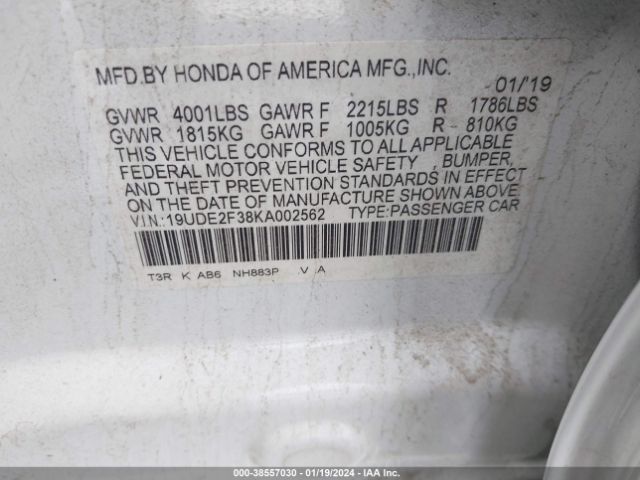 MFD.BY HONDA OF AMERICA MFG.,INC.
01/'19
GVWR 4001LBS GAWR F 2215LBS R 1786LBS
GVWR 1815KG GAWR F 1005KG R - 810KG
THIS VEHICLE CONFORMS TO ALL APPLICABLE
FEDERAL MOTOR VEHICLE SAFETY , BUMPER,
AND THEFT PREVENTION STANDARDS IN EFFECT
ON THE DATE OF MANUFACTURE SHOWN ABOVE.
V.I.N.:19UDE2F38KA002562 TYPE:PASSENGER CAR
T3R K AB6 NH883P V A
000-38557030 - 01/19/2024 - IAA Inc.